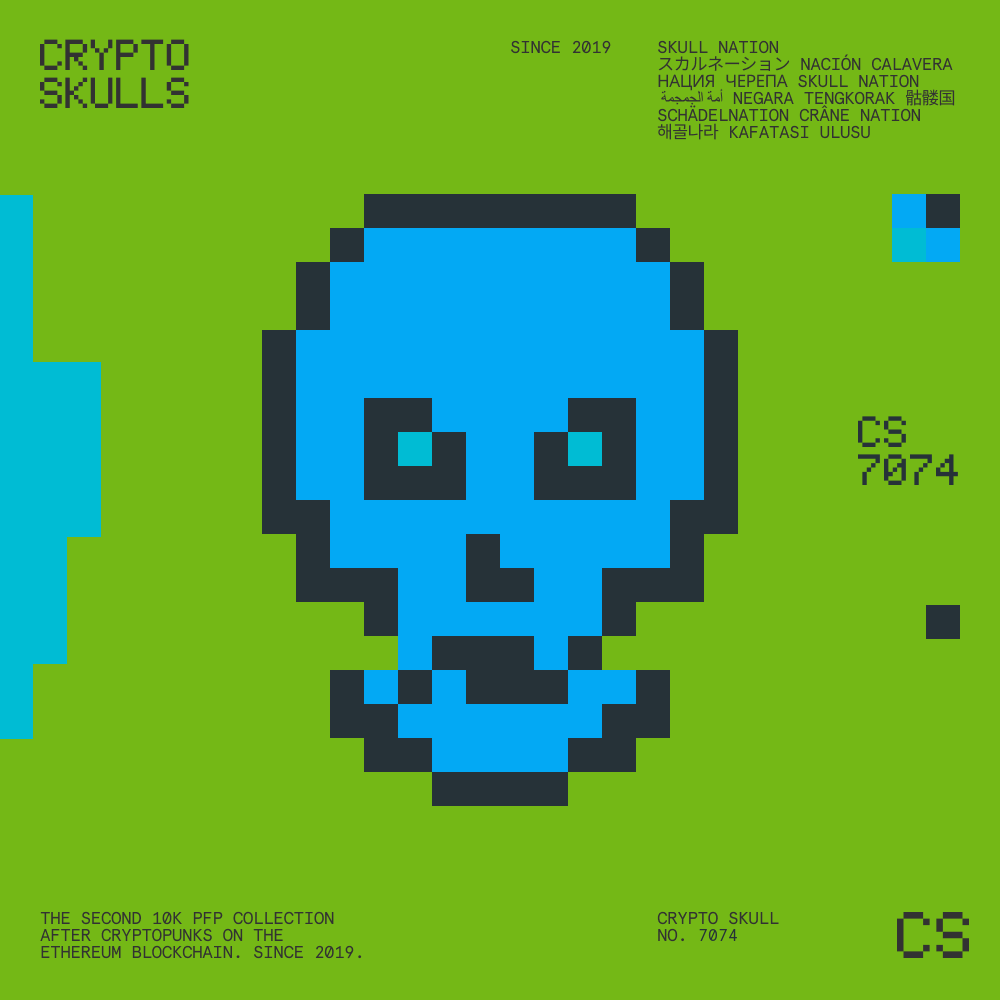 CRYPTO
SKULLS
SINCE 2019
SKULL NATION
スカルネーション NACIÓN CALAVERA
НАЦИЯ ЧЕРЕПА SKULL NATION
أمة الجمجمة NEGARA TENGKORAK 骷髅国
SCHÄDELNATION CRÂNE NATION
해골나라 KAFATASI ULUSU
CS
7074
THE SECOND 10K PFP COLLECTION
AFTER CRYPTOPUNKS ON THE
ETHEREUM BLOCKCHAIN. SINCE 2019.
CRYPTO SKULL
NO. 7074
CS